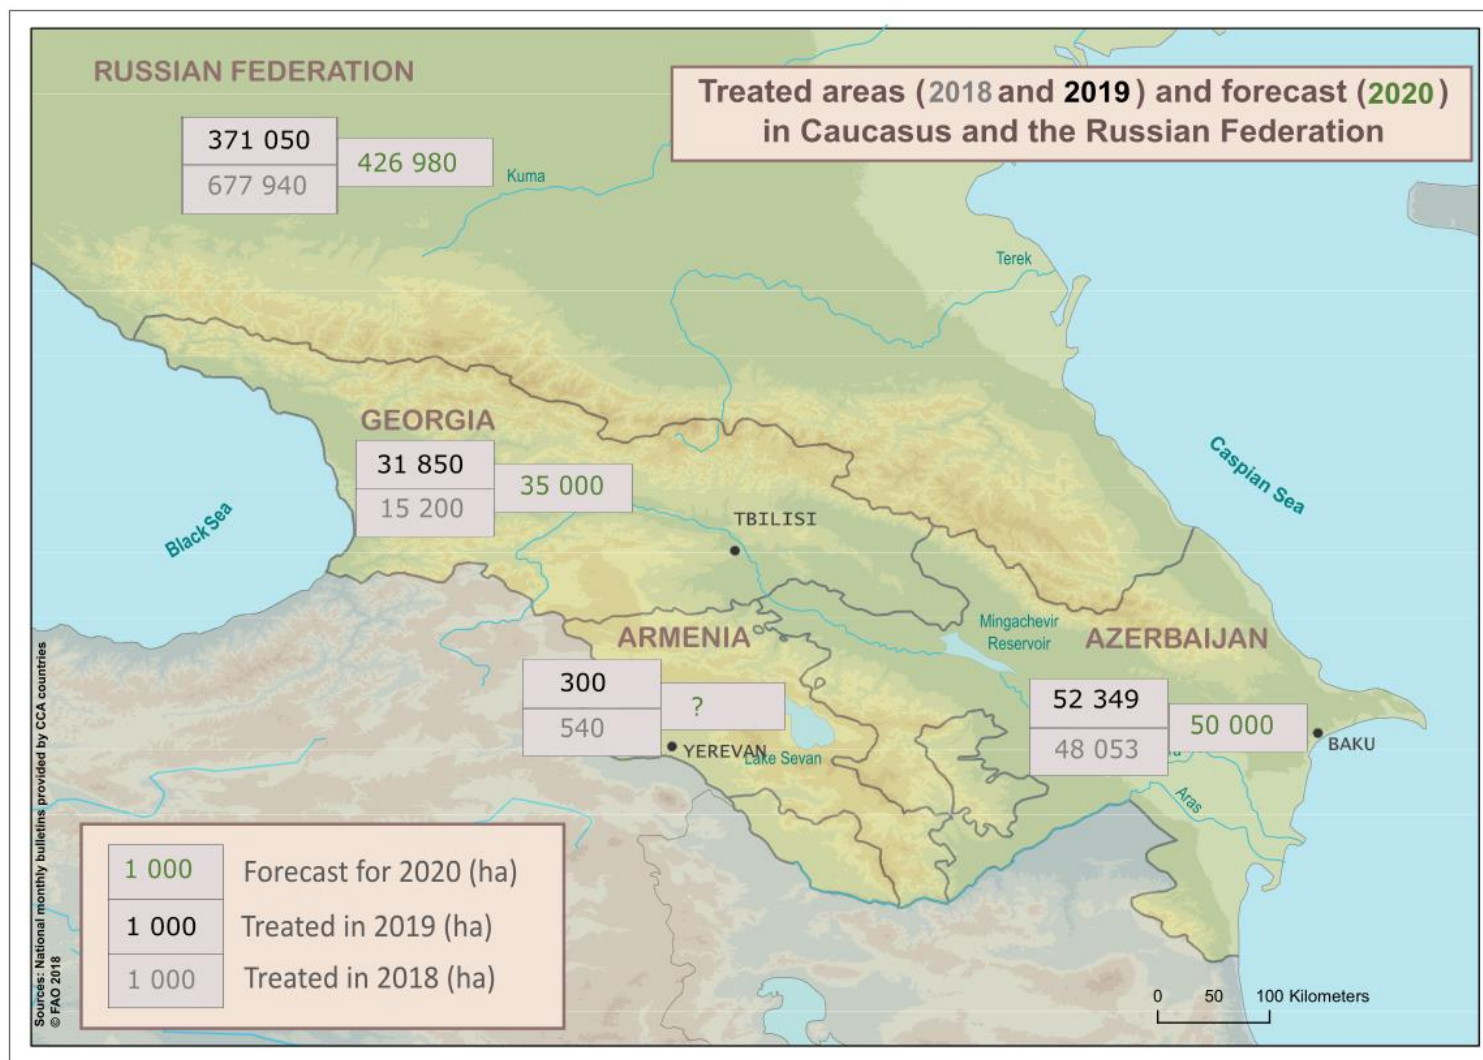 RUSSIAN FEDERATION
Treated areas (2018 and 2019) and forecast (2020)
in Caucasus and the Russian Federation
371 050
677 940
426 980
Kuma
Terek
GEORGIA
31 850
15 200
35 000
Caspian Sea
Black Sea
TBILISI
Mingachevir
Reservoir
ARMENIA
AZERBAIJAN
300
540
?
52 349
48 053
50 000
YEREVAN
Lake Sevan
BAKU
Aras
1 000 Forecast for 2020 (ha)
1 000 Treated in 2019 (ha)
1 000 Treated in 2018 (ha)
0 50 100 Kilometers
Sources: National monthly bulletins provided by CCA countries
© FAO 2018